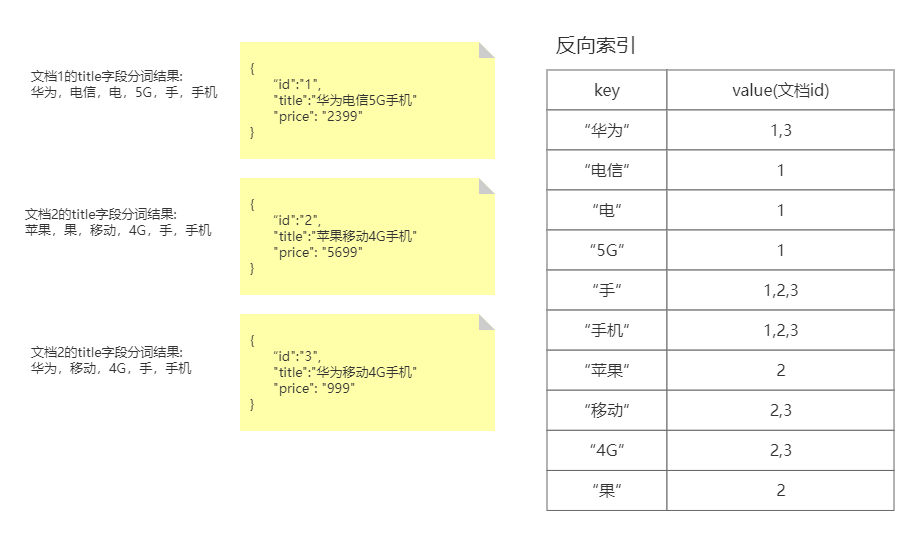 文档1的title字段分词结果:
华为，电信，电，5G，手，手机
{
“id":"1",
"title":"华为电信5G手机"
"price": "2399"
}
文档2的title字段分词结果:
苹果，果，移动，4G，手，手机
{
“id":"2",
"title":"苹果移动4G手机"
"price": "5699"
}
文档2的title字段分词结果:
华为，移动，4G，手，手机
{
“id":"3",
"title":"华为移动4G手机"
"price": "999"
}
反向索引
key value(文档id)
“华为” 1,3
“电信” 1
“电” 1
“5G” 1
“手” 1,2,3
“手机” 1,2,3
“苹果” 2
“移动” 2,3
“4G” 2,3
“果” 2